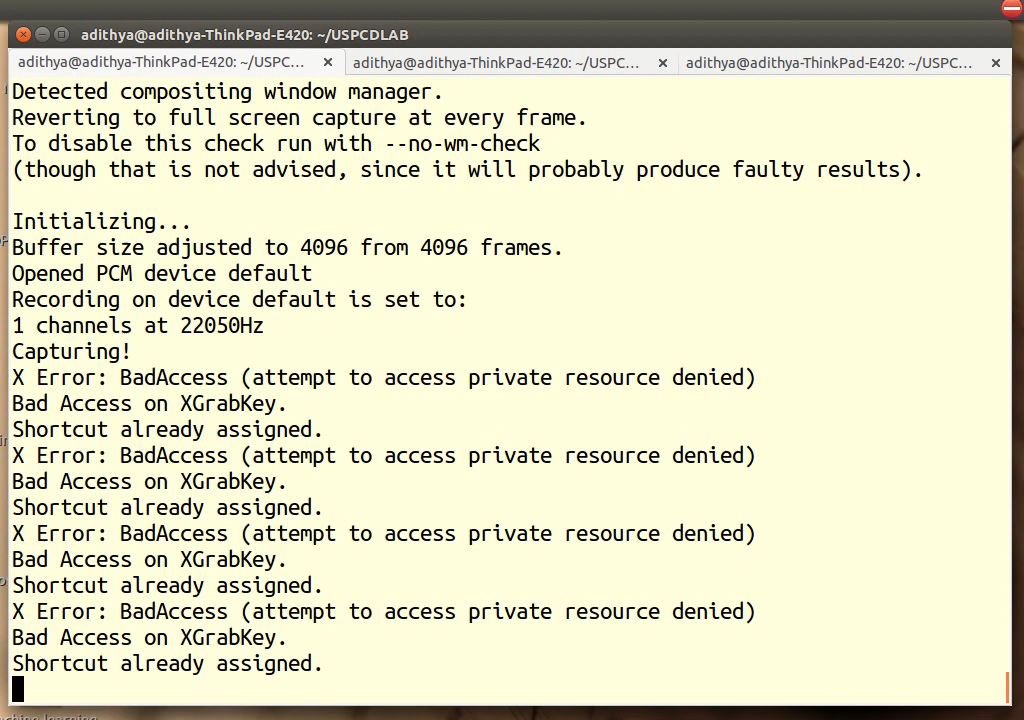 adithya@adithya-ThinkPad-E420: ~/USPCDLAB
adithya@adithya-ThinkPad-E420: ~/USPC... adithya@adithya-ThinkPad-E420: ~/USPC... adithya@adithya-ThinkPad-E420: ~/USPC...
Detected compositing window manager.
Reverting to full screen capture at every frame.
To disable this check run with --no-wm-check
(though that is not advised, since it will probably produce faulty results).
Initializing...
Buffer size adjusted to 4096 from 4096 frames.
Opened PCM device default
Recording on device default is set to:
1 channels at 22050Hz
Capturing!
X Error: BadAccess (attempt to access private resource denied)
Bad Access on XGrabKey.
Shortcut already assigned.
X Error: BadAccess (attempt to access private resource denied)
Bad Access on XGrabKey.
Shortcut already assigned.
X Error: BadAccess (attempt to access private resource denied)
Bad Access on XGrabKey.
Shortcut already assigned.
X Error: BadAccess (attempt to access private resource denied)
Bad Access on XGrabKey.
Shortcut already assigned.